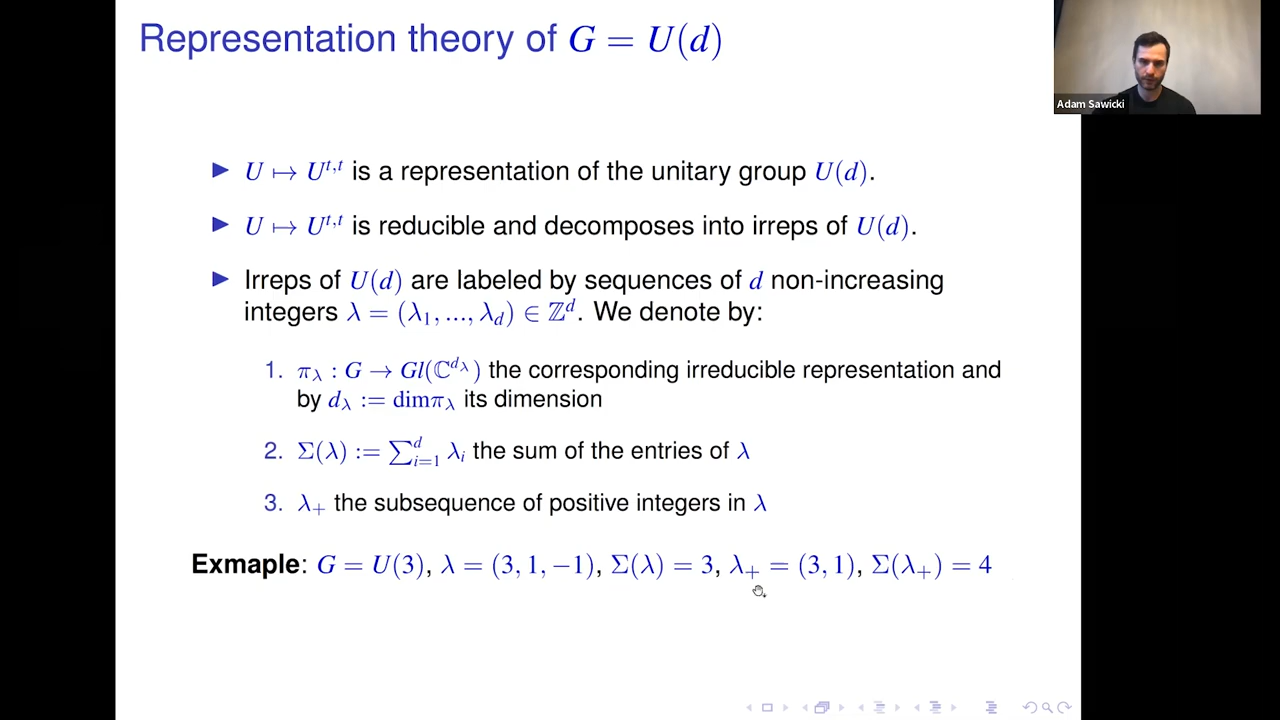 Representation theory of G = U(d)
Adam Sawicki
▶ U ↦ U^{t,t} is a representation of the unitary group U(d).
▶ U ↦ U^{t,t} is reducible and decomposes into irreps of U(d).
▶ Irreps of U(d) are labeled by sequences of d non-increasing
integers λ = (λ_1, ..., λ_d) ∈ ℤ^d. We denote by:
1. π_λ : G → Gl(ℂ^{d_λ}) the corresponding irreducible representation and
by d_λ := dimπ_λ its dimension
2. Σ(λ) := ∑_{i=1}^d λ_i the sum of the entries of λ
3. λ_+ the subsequence of positive integers in λ
Exmaple: G = U(3), λ = (3, 1, −1), Σ(λ) = 3, λ_+ = (3, 1), Σ(λ_+) = 4